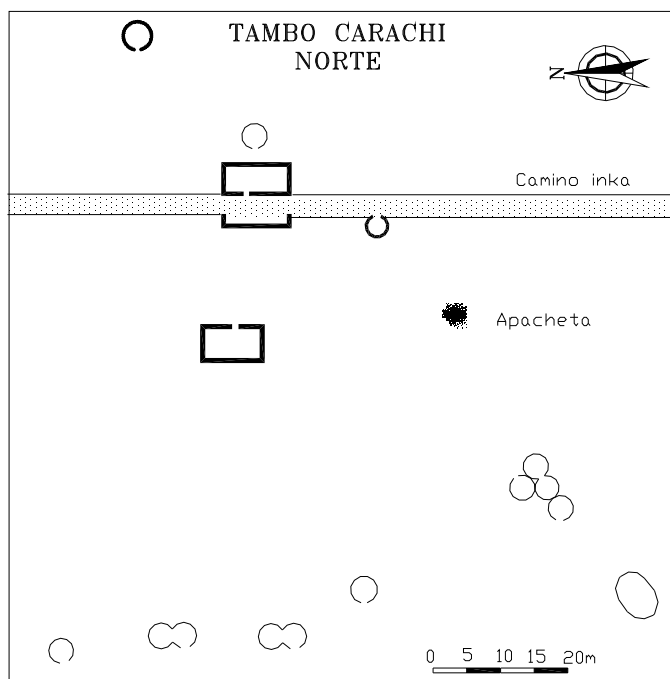 TAMBO CARACHI
NORTE
N
Camino inka
Apacheta
0 5 10 15 20m